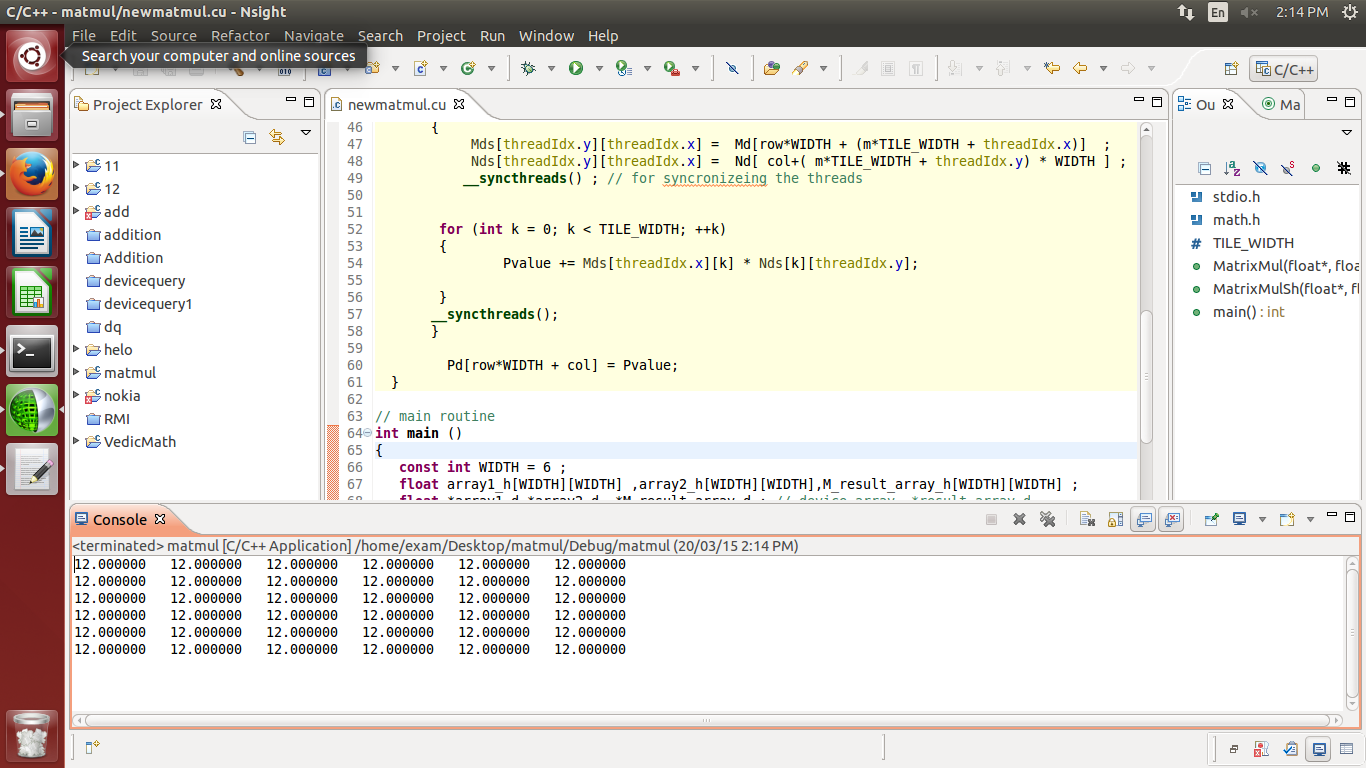 C/C++ - matmul/newmatmul.cu - Nsight
En
2:14 PM
File Edit Source Refactor Navigate Search Project Run Window Help
Search your computer and online sources
C/C++
Project Explorer
newmatmul.cu
Ou
Ma
11
12
add
addition
Addition
devicequery
devicequery1
dq
helo
matmul
nokia
RMI
VedicMath
46 {
47 Mds[threadIdx.y][threadIdx.x] = Md[row*WIDTH + (m*TILE_WIDTH + threadIdx.x)] ;
48 Nds[threadIdx.y][threadIdx.x] = Nd[ col+( m*TILE_WIDTH + threadIdx.y) * WIDTH ] ;
49 __syncthreads() ; // for syncronizeing the threads
50
51
52 for (int k = 0; k < TILE_WIDTH; ++k)
53 {
54 Pvalue += Mds[threadIdx.x][k] * Nds[k][threadIdx.y];
55
56 }
57 __syncthreads();
58 }
59
60 Pd[row*WIDTH + col] = Pvalue;
61 }
62
63 // main routine
64 int main ()
65 {
66 const int WIDTH = 6 ;
67 float array1_h[WIDTH][WIDTH] ,array2_h[WIDTH][WIDTH],M_result_array_h[WIDTH][WIDTH] ;
68 float *array1_d,*array2_d ,*M_result_array_d ; // device array ,*result_array_d
stdio.h
math.h
TILE_WIDTH
MatrixMul(float*, floa
MatrixMulSh(float*, fl
main() : int
Console
<terminated> matmul [C/C++ Application] /home/exam/Desktop/matmul/Debug/matmul (20/03/15 2:14 PM)
12.000000 12.000000 12.000000 12.000000 12.000000 12.000000
12.000000 12.000000 12.000000 12.000000 12.000000 12.000000
12.000000 12.000000 12.000000 12.000000 12.000000 12.000000
12.000000 12.000000 12.000000 12.000000 12.000000 12.000000
12.000000 12.000000 12.000000 12.000000 12.000000 12.000000
12.000000 12.000000 12.000000 12.000000 12.000000 12.000000